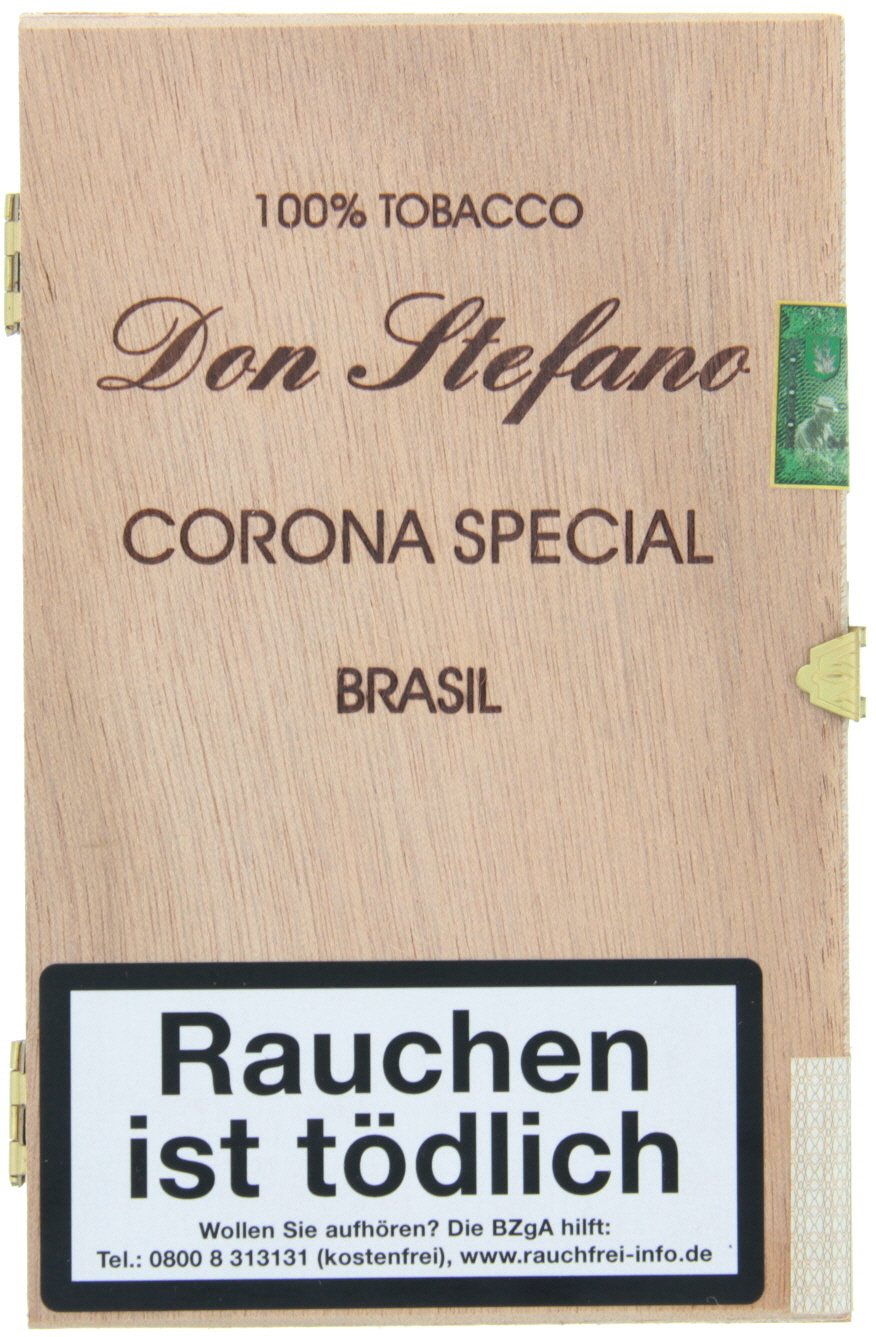 100% TOBACCO
Don Stefano
CORONA SPECIAL
BRASIL
Rauchen
ist tödlich
Wollen Sie aufhören? Die BZgA hilft:
Tel.: 0800 8 313131 (kostenfrei), www.rauchfrei-info.de